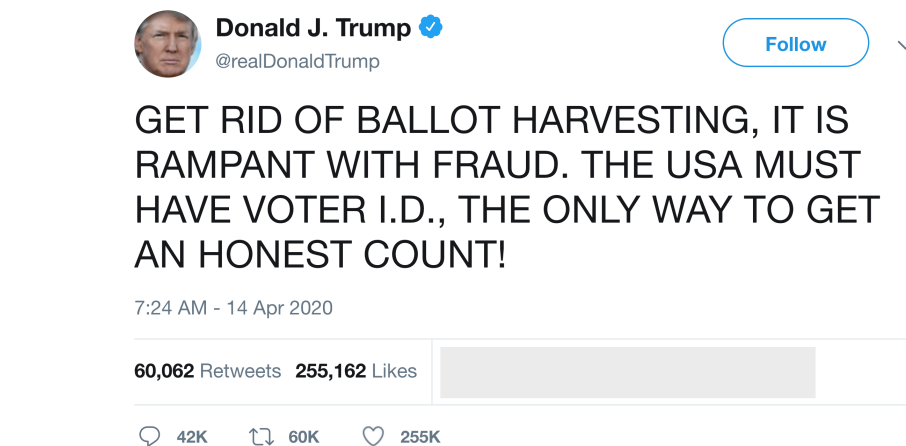 Donald J. Trump
Follow
@realDonaldTrump
GET RID OF BALLOT HARVESTING, IT IS
RAMPANT WITH FRAUD. THE USA MUST
HAVE VOTER I.D., THE ONLY WAY TO GET
AN HONEST COUNT!
7:24 AM - 14 Apr 2020
60,062 Retweets 255,162 Likes
42K 60K 255K